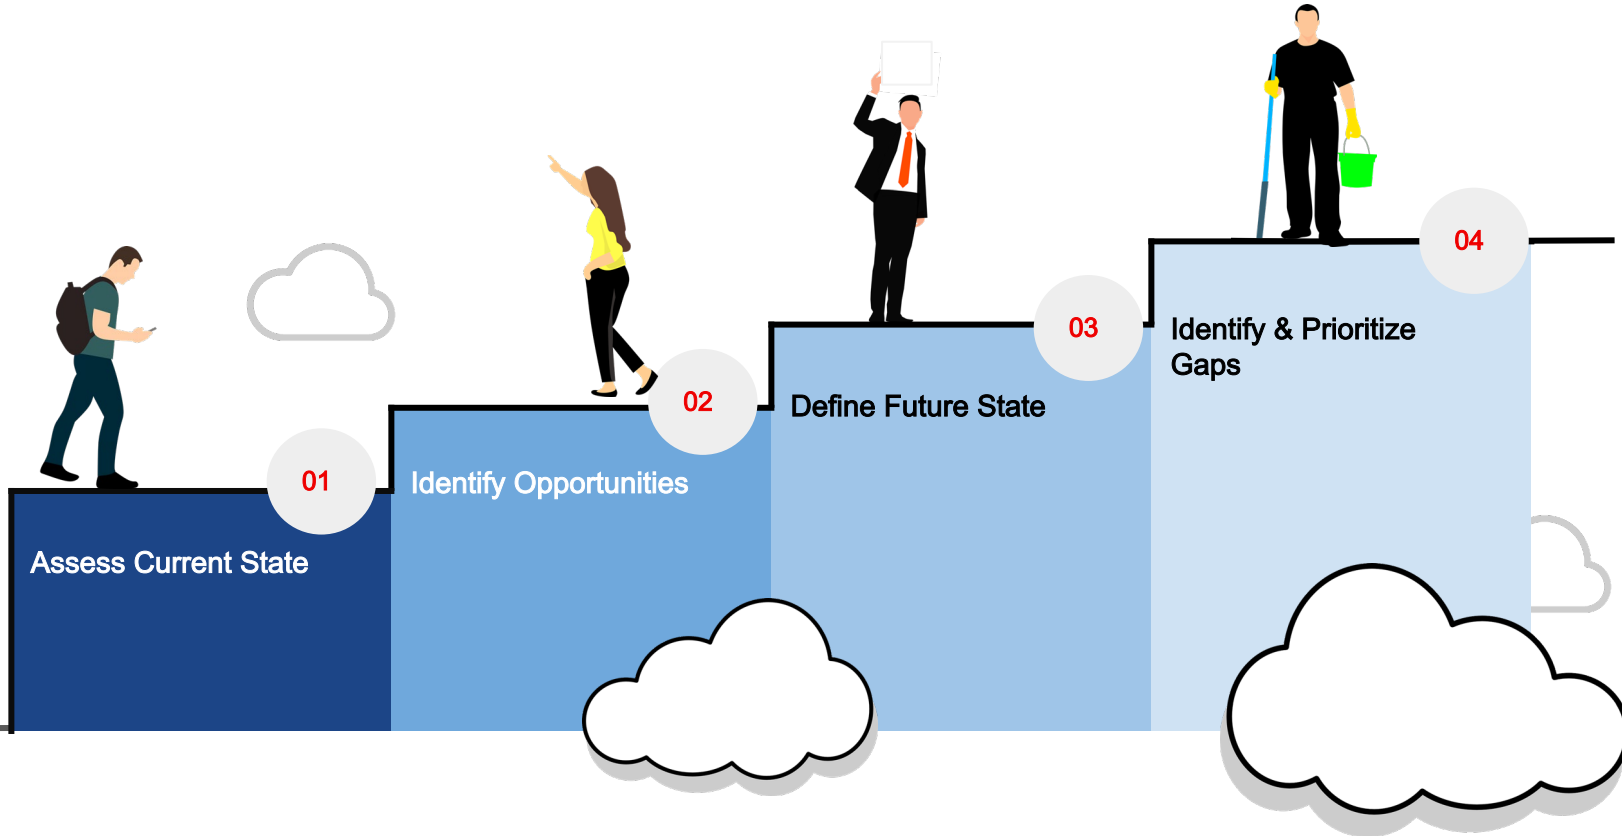 01
Assess Current State
02
Identify Opportunities
03
Define Future State
04
Identify & Prioritize
Gaps